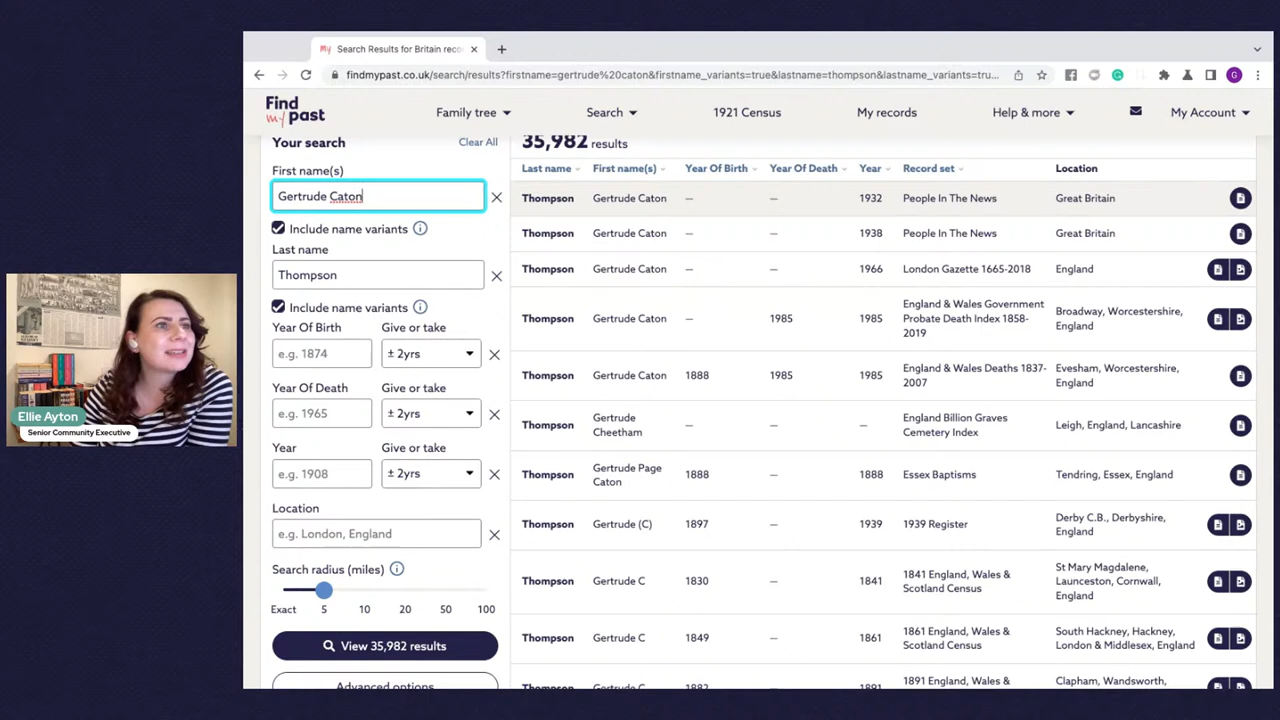 my Search Results for Britain reco
findmypast.co.uk/search/results?firstname=gertrude%20caton&firstname_variants=true&lastname=thompson&lastname_variants=tru...
G
Find my past
Family tree
Search
1921 Census
My records
Help & more
My Account
Your search
Clear All
First name(s)
Gertrude Caton
Include name variants
Last name
Thompson
Include name variants
Year Of Birth Give or take
e.g. 1874 ± 2yrs
Year Of Death Give or take
e.g. 1965 ± 2yrs
Year Give or take
e.g. 1908 ± 2yrs
Location
e.g. London, England
Search radius (miles)
Exact 5 10 20 50 100
View 35,982 results
Advanced options
35,982 results
Last name First name(s) Year Of Birth Year Of Death Year Record set Location
Thompson Gertrude Caton – – 1932 People In The News Great Britain
Thompson Gertrude Caton – – 1938 People In The News Great Britain
Thompson Gertrude Caton – – 1966 London Gazette 1665-2018 England
Thompson Gertrude Caton – 1985 1985 England & Wales Government Probate Death Index 1858-2019 Broadway, Worcestershire, England
Thompson Gertrude Caton 1888 1985 1985 England & Wales Deaths 1837-2007 Evesham, Worcestershire, England
Thompson Gertrude Cheetham – – – England Billion Graves Cemetery Index Leigh, England, Lancashire
Thompson Gertrude Page Caton 1888 – 1888 Essex Baptisms Tendring, Essex, England
Thompson Gertrude (C) 1897 – 1939 1939 Register Derby C.B., Derbyshire, England
Thompson Gertrude C 1830 – 1841 1841 England, Wales & Scotland Census St Mary Magdalene, Launceston, Cornwall, England
Thompson Gertrude C 1849 – 1861 1861 England, Wales & Scotland Census South Hackney, Hackney, London & Middlesex, England
Thompson Gertrude C 1882 – 1891 1891 England, Wales & Clapham, Wandsworth,
Ellie Ayton
Senior Community Executive